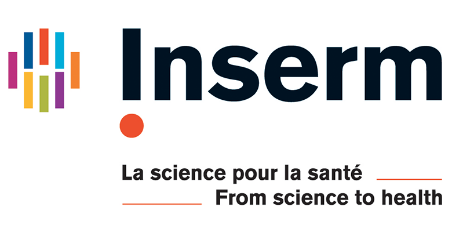 Inserm
La science pour la santé
From science to health